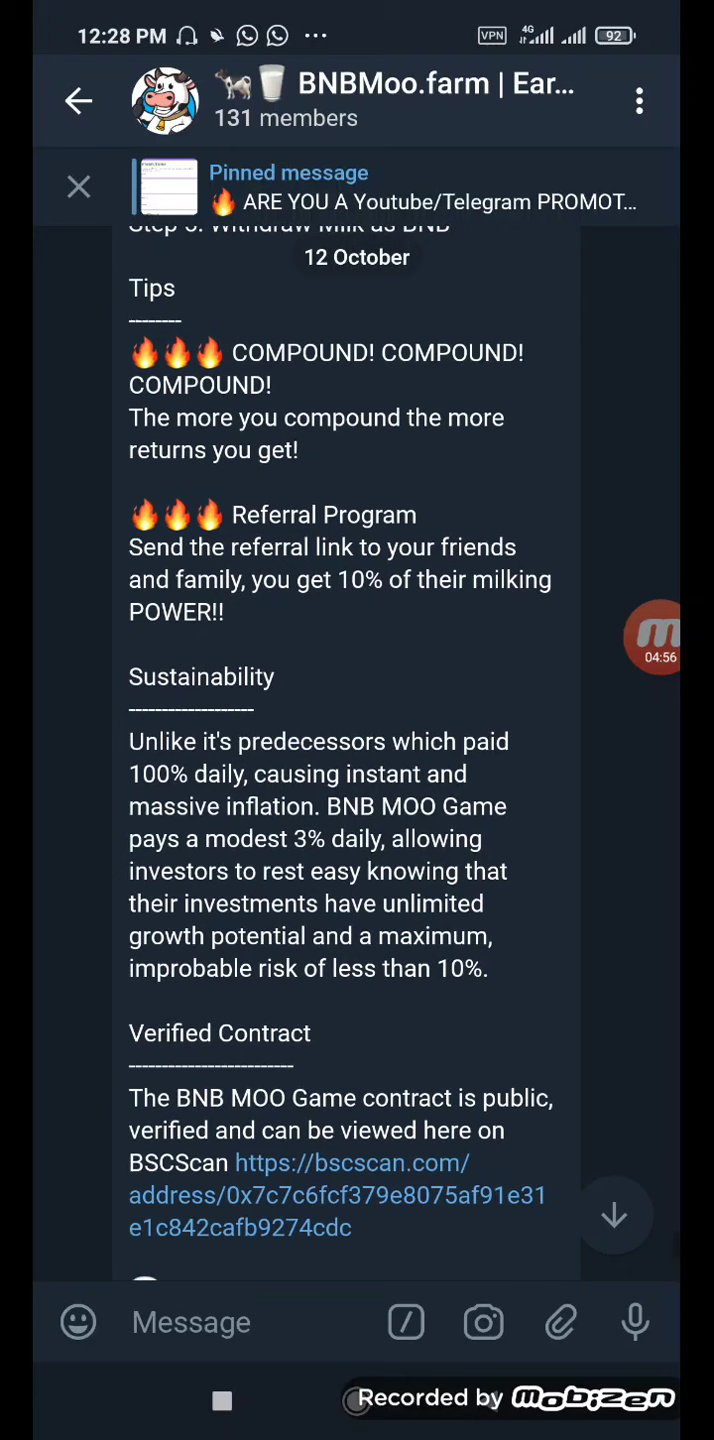 12:28 PM ... VPN 4G 92
🐄🥛 BNBMoo.farm | Ear...
131 members
Pinned message
🔥 ARE YOU A Youtube/Telegram PROMOT...
Step 3: Withdraw Milk as BNB
12 October
Tips
--------
🔥🔥🔥 COMPOUND! COMPOUND!
COMPOUND!
The more you compound the more
returns you get!
🔥🔥🔥 Referral Program
Send the referral link to your friends
and family, you get 10% of their milking
POWER!!
04:56
Sustainability
-------------------
Unlike it's predecessors which paid
100% daily, causing instant and
massive inflation. BNB MOO Game
pays a modest 3% daily, allowing
investors to rest easy knowing that
their investments have unlimited
growth potential and a maximum,
improbable risk of less than 10%.
Verified Contract
-------------------------
The BNB MOO Game contract is public,
verified and can be viewed here on
BSCScan https://bscscan.com/
address/0x7c7c6fcf379e8075af91e31
e1c842cafb9274cdc
Message
Recorded by mobizen